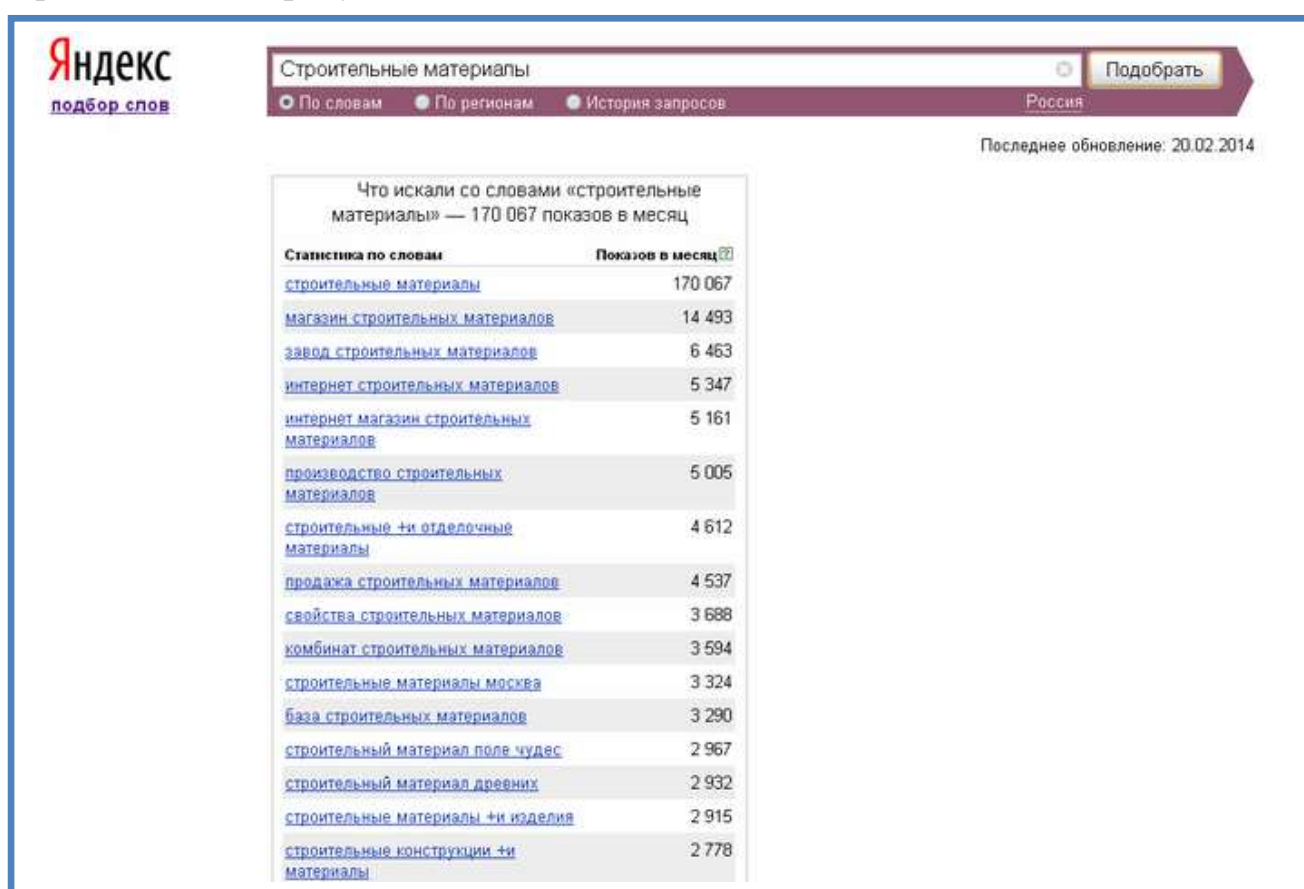 Яндекс
подбор слов
Строительные материалы
Подобрать
По словам По регионам История запросов Россия
Последнее обновление: 20.02.2014
Что искали со словами «строительные
материалы» — 170 067 показов в месяц
Статистика по словам Показов в месяц
строительные материалы 170 067
магазин строительных материалов 14 493
завод строительных материалов 6 463
интернет строительных материалов 5 347
интернет магазин строительных 5 161
материалов
производство строительных 5 005
материалов
строительные +и отделочные 4 612
материалы
продажа строительных материалов 4 537
свойства строительных материалов 3 688
комбинат строительных материалов 3 594
строительные материалы москва 3 324
база строительных материалов 3 290
строительный материал поле чудес 2 967
строительный материал древних 2 932
строительные материалы +и изделия 2 915
строительные конструкции +и 2 778
материалы